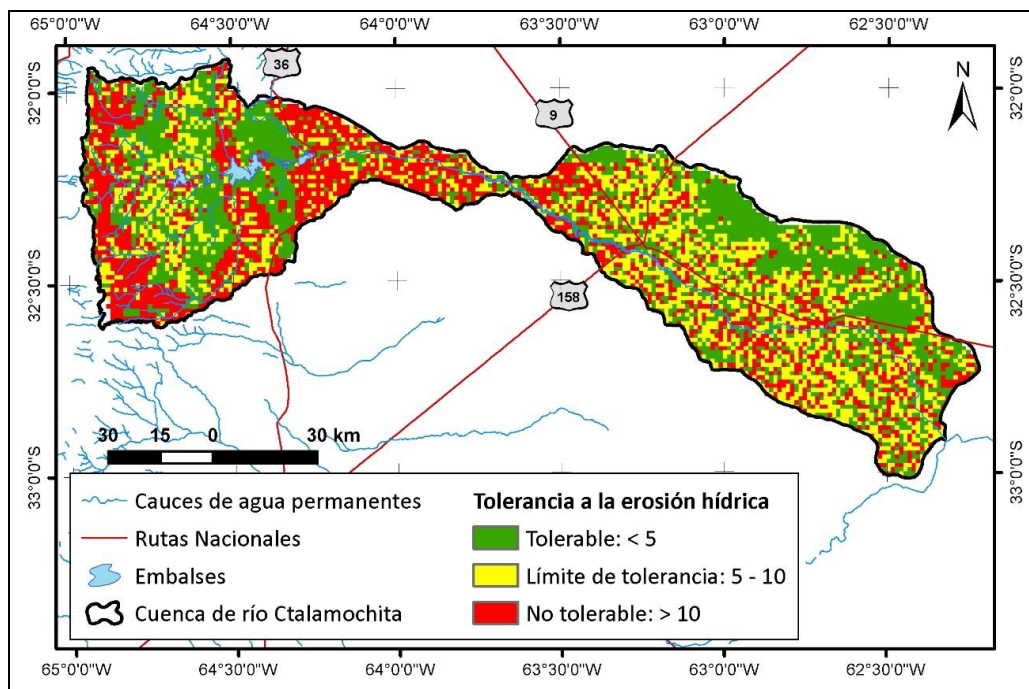 65°0'0"W 64°30'0"W 64°0'0"W 63°30'0"W 63°0'0"W 62°30'0"W
36
9
158
N
32°0'0"S
32°30'0"S
33°0'0"S
32°0'0"S
32°30'0"S
33°0'0"S
30 15 0 30 km
Cauces de agua permanentes
Rutas Nacionales
Embalses
Cuenca de río Ctalamochita
Tolerancia a la erosión hídrica
Tolerable: < 5
Límite de tolerancia: 5 - 10
No tolerable: > 10
65°0'0"W 64°30'0"W 64°0'0"W 63°30'0"W 63°0'0"W 62°30'0"W